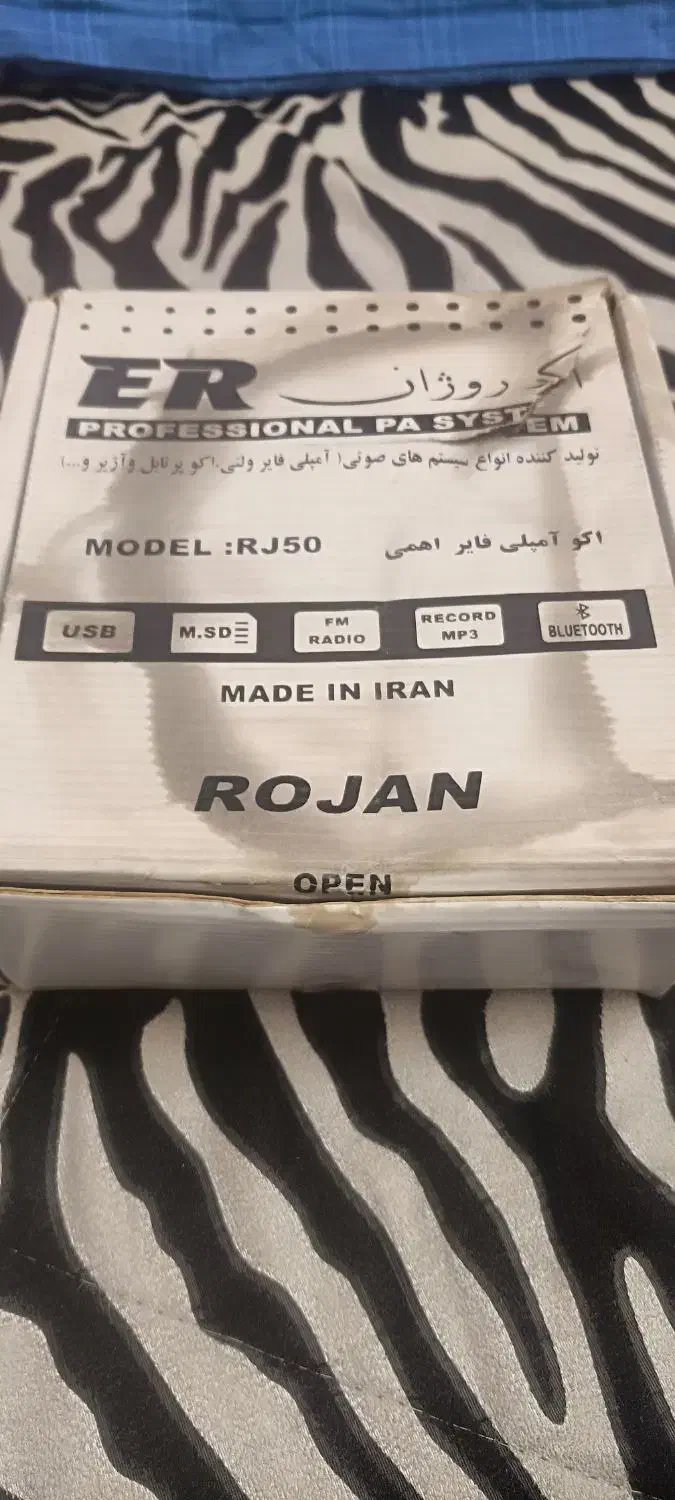 ER اکو روژان
PROFESSIONAL PA SYSTEM
تولید کننده انواع سیستم های صوتی( آمپلی فایر ولتی،اکو پرتابل وآژیر و...)
MODEL :RJ50 اکو آمپلی فایر اهمی
USB M.SD FM RADIO RECORD MP3 BLUETOOTH
MADE IN IRAN
ROJAN
OPEN